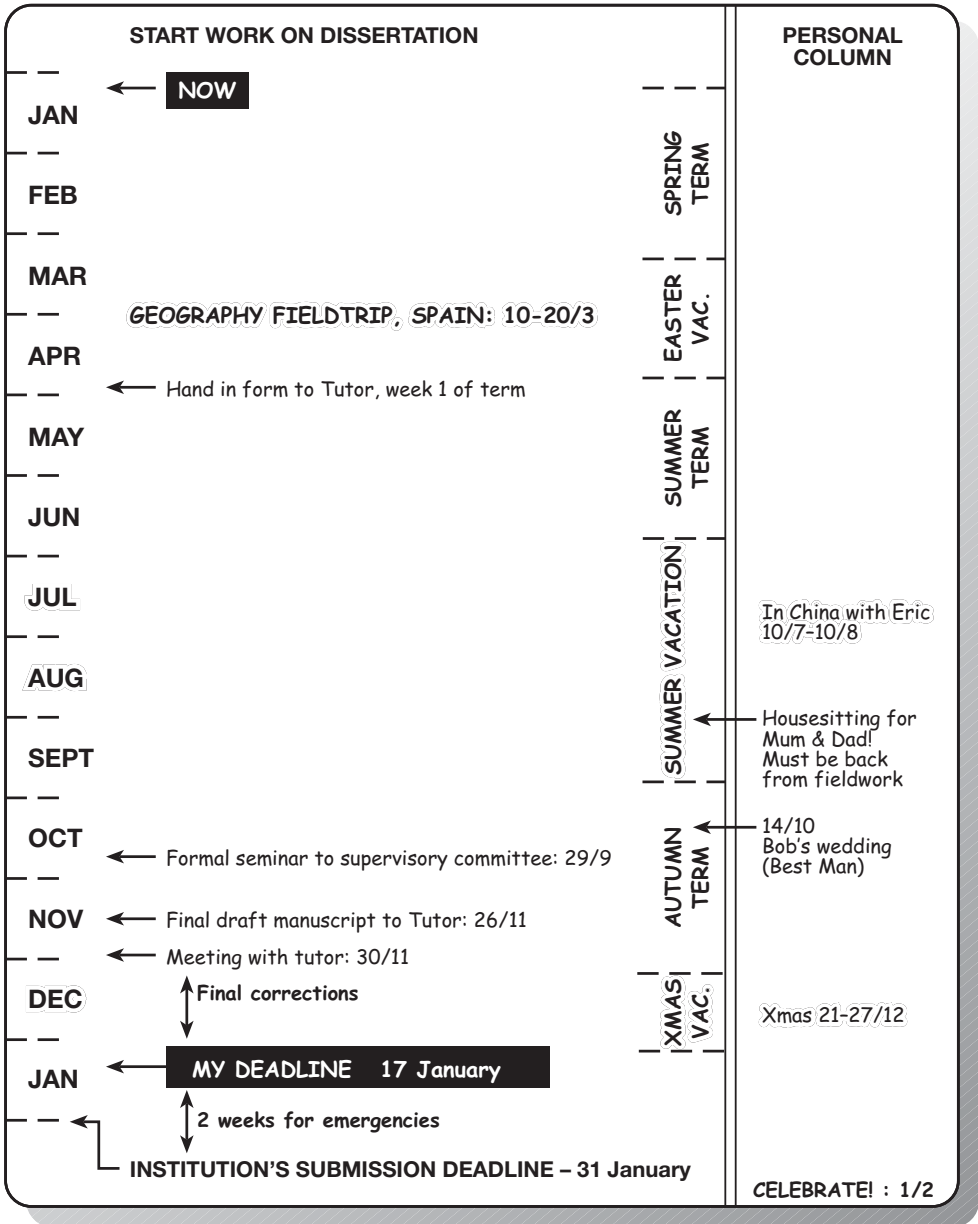 START WORK ON DISSERTATION
PERSONAL
COLUMN
NOW
JAN
SPRING
TERM
FEB
MAR
EASTER
VAC.
GEOGRAPHY FIELDTRIP, SPAIN: 10-20/3
APR
Hand in form to Tutor, week 1 of term
SUMMER
TERM
MAY
JUN
SUMMER VACATION
JUL
In China with Eric
10/7–10/8
AUG
Housesitting for
Mum & Dad!
Must be back
from fieldwork
SEPT
AUTUMN
TERM
14/10
Bob's wedding
(Best Man)
OCT
Formal seminar to supervisory committee: 29/9
NOV
Final draft manuscript to Tutor: 26/11
Meeting with tutor: 30/11
XMAS
VAC.
DEC
Final corrections
Xmas 21–27/12
MY DEADLINE 17 January
JAN
2 weeks for emergencies
INSTITUTION'S SUBMISSION DEADLINE – 31 January
CELEBRATE! : 1/2